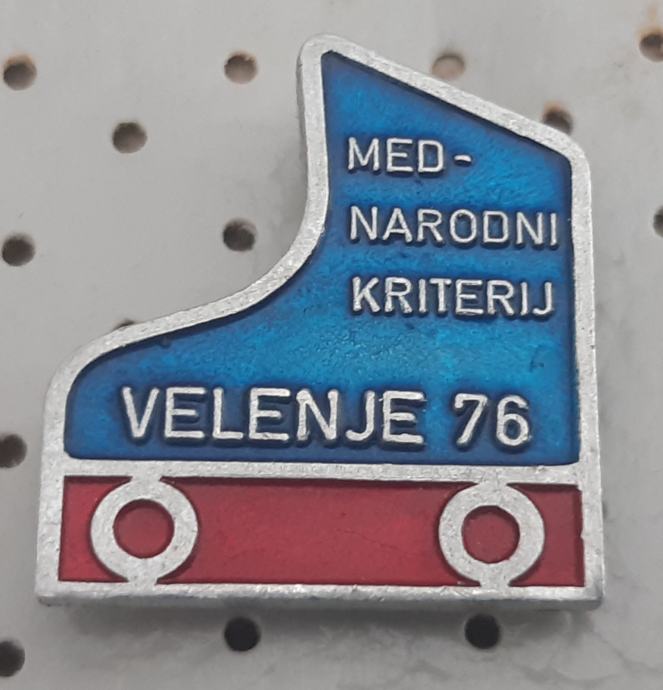 MED-
NARODNI
KRITERIJ
VELENJE 76